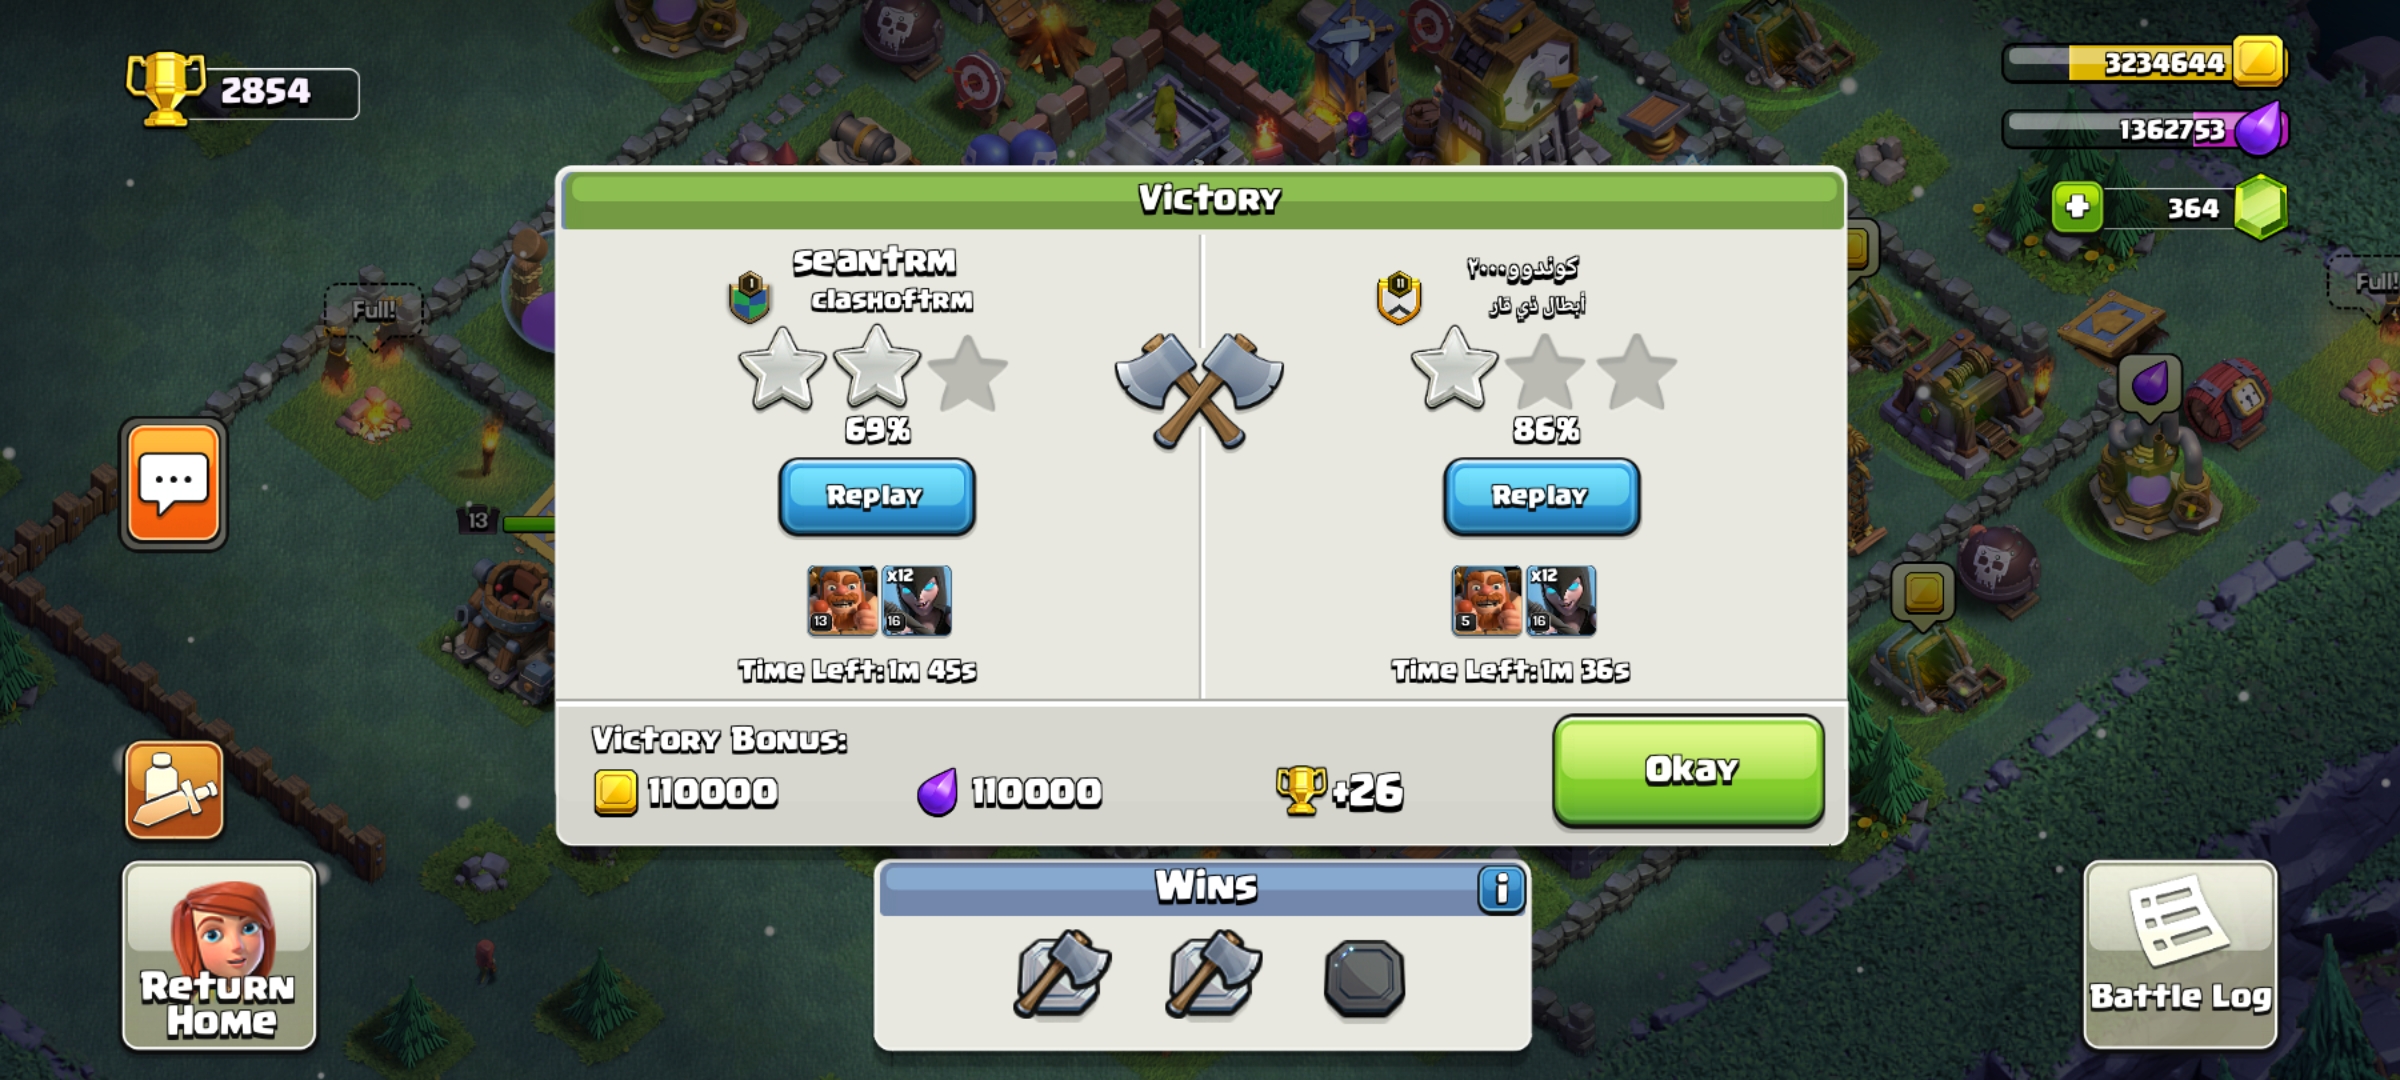 2854
3234644
1362753
364
Victory
seantrm
clashoftrm
كوندوو٢٠٠٠
أبطال ذي قار
I
II
Full!
Full!
69%
86%
Replay
Replay
13
x12
13
16
x12
5
16
Time Left:1m 45s
Time Left:1m 36s
Victory Bonus:
110000
110000
+26
Okay
Wins
i
Return
Home
Battle Log